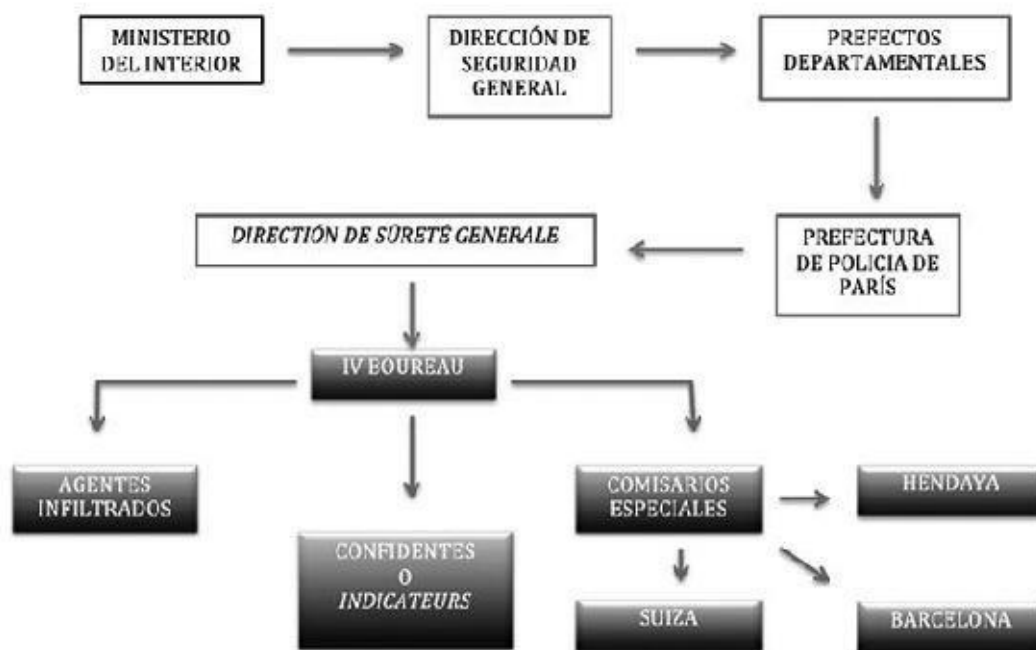 MINISTERIO
DEL INTERIOR
DIRECCIÓN DE
SEGURIDAD
GENERAL
PREFECTOS
DEPARTAMENTALES
DIRECTIÓN DE SÛRETÉ GENERALE
PREFECTURA
DE POLICIA DE
PARÍS
IV BOUREAU
AGENTES
INFILTRADOS
CONFIDENTES
O
INDICATEURS
COMISARIOS
ESPECIALES
HENDAYA
SUIZA
BARCELONA